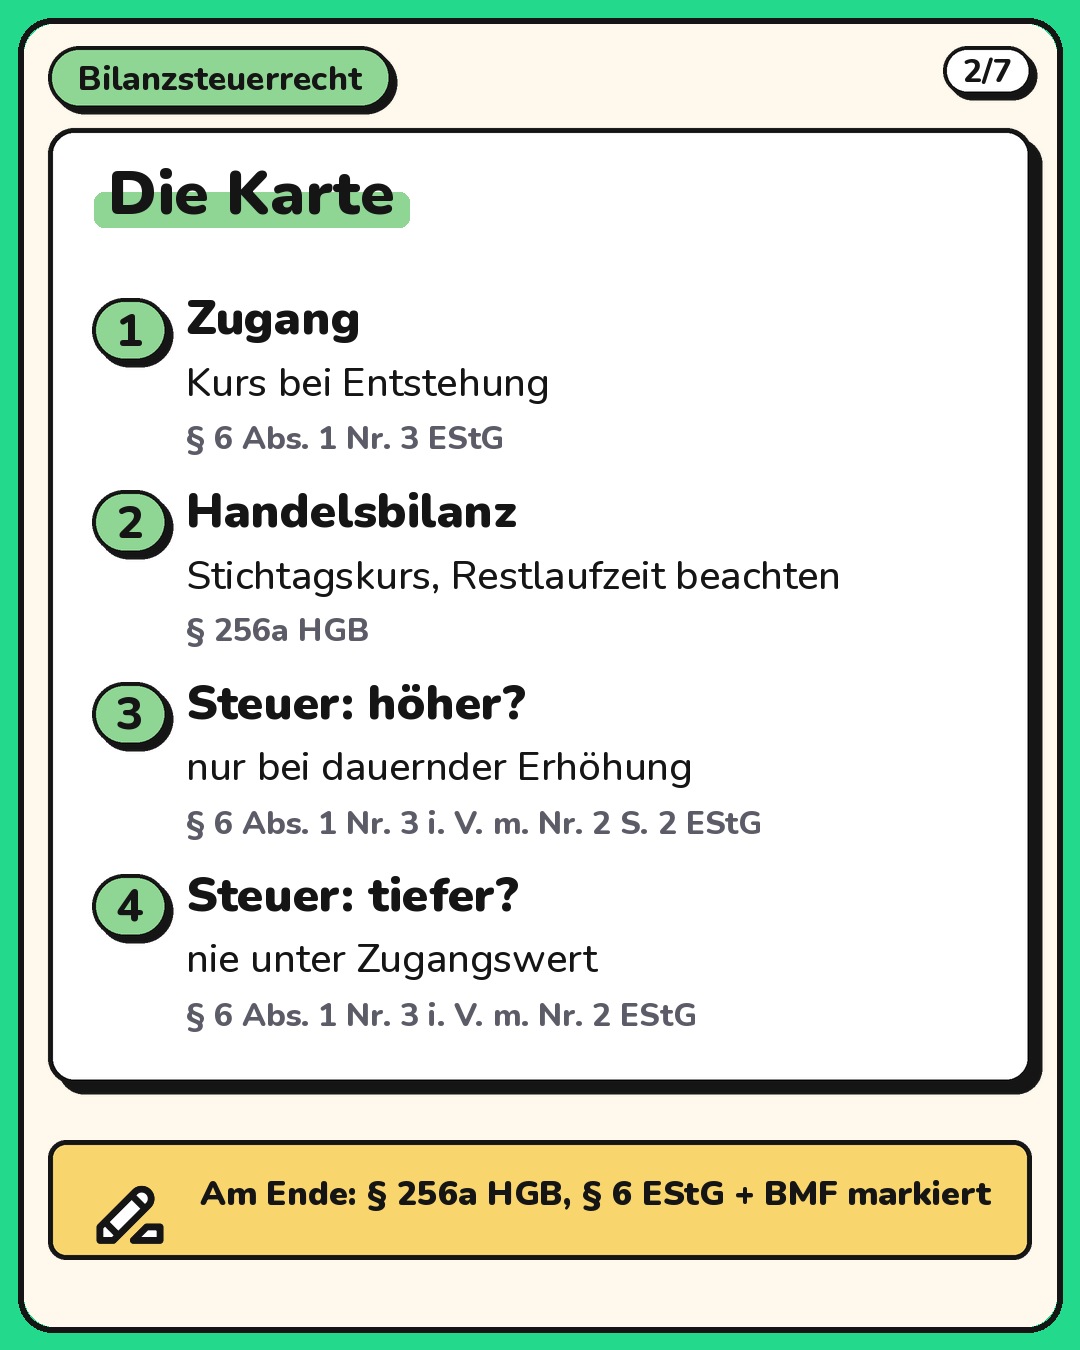 Bilanzsteuerrecht
2/7
Die Karte
1 Zugang
Kurs bei Entstehung
§ 6 Abs. 1 Nr. 3 EStG
2 Handelsbilanz
Stichtagskurs, Restlaufzeit beachten
§ 256a HGB
3 Steuer: höher?
nur bei dauernder Erhöhung
§ 6 Abs. 1 Nr. 3 i. V. m. Nr. 2 S. 2 EStG
4 Steuer: tiefer?
nie unter Zugangswert
§ 6 Abs. 1 Nr. 3 i. V. m. Nr. 2 EStG
Am Ende: § 256a HGB, § 6 EStG + BMF markiert